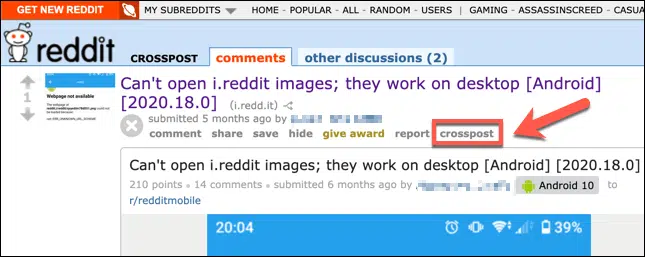 GET NEW REDDIT MY SUBREDDITS HOME - POPULAR - ALL - RANDOM - USERS | GAMING - ASSASSINSCREED - CASUAL
reddit CROSSPOST comments other discussions (2)
Webpage not available
1
Can't open i.reddit images; they work on desktop [Android]
[2020.18.0] (i.redd.it)
submitted 5 months ago by
comment share save hide give award report crosspost
Can't open i.reddit images; they work on desktop [Android] [2020.18.0]
210 points • 14 comments • submitted 6 months ago by Android 10 to
r/redditmobile
20:04 39%